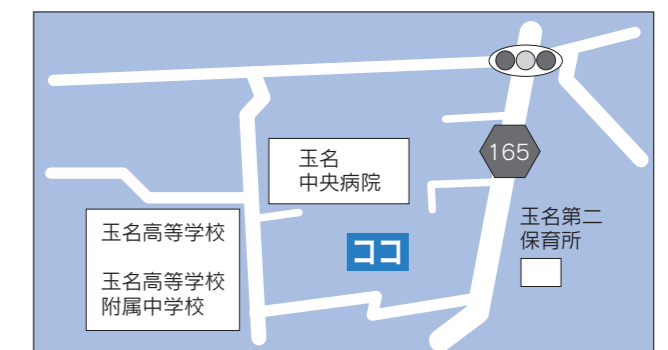 165
玉名
中央病院
玉名第二
保育所
玉名高等学校
玉名高等学校
附属中学校
ココ